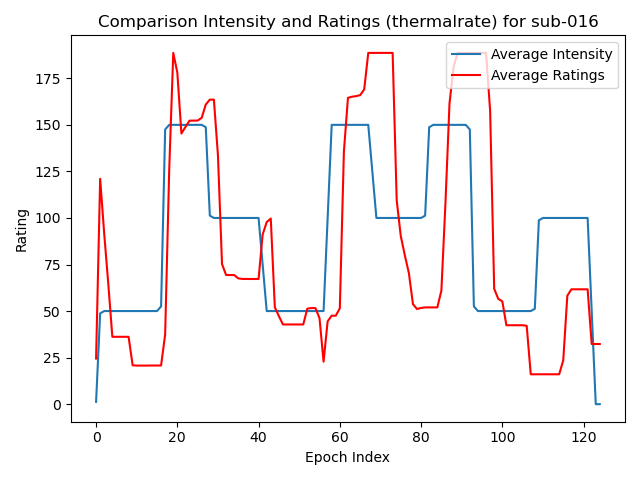 Comparison Intensity and Ratings (thermalrate) for sub-016
Average Intensity
Average Ratings
Rating
175
150
125
100
75
50
25
0
0 20 40 60 80 100 120
Epoch Index